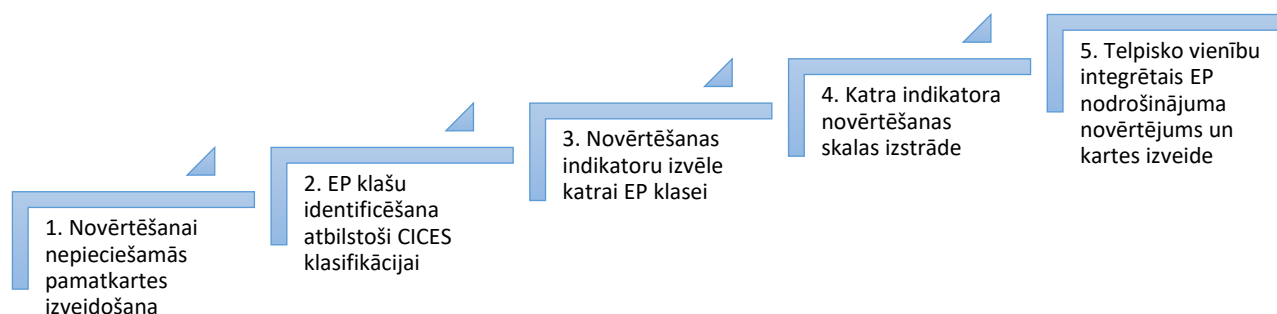 1. Novērtēšanai
nepieciešamās
pamatkartes
izveidošana
2. EP klašu
identificēšana
atbilstoši CICES
klasifikācijai
3. Novērtēšanas
indikatoru izvēle
katrai EP klasei
4. Katra indikatora
novērtēšanas
skalas izstrāde
5. Telpisko vienību
integrētais EP
nodrošinājuma
novērtējums un
kartes izveide